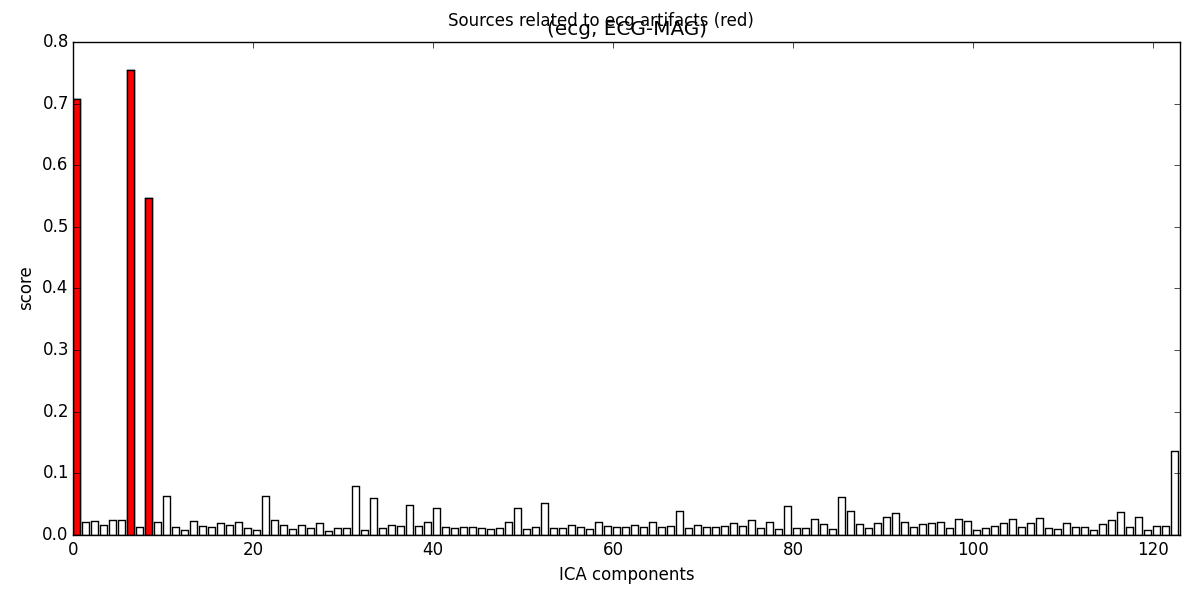 Sources related to ecg artifacts (red)
(ecg, ECG-MAG)
0.8
0.7
0.6
0.5
0.4
0.3
0.2
0.1
0.0
score
0 20 40 60 80 100 120
ICA components